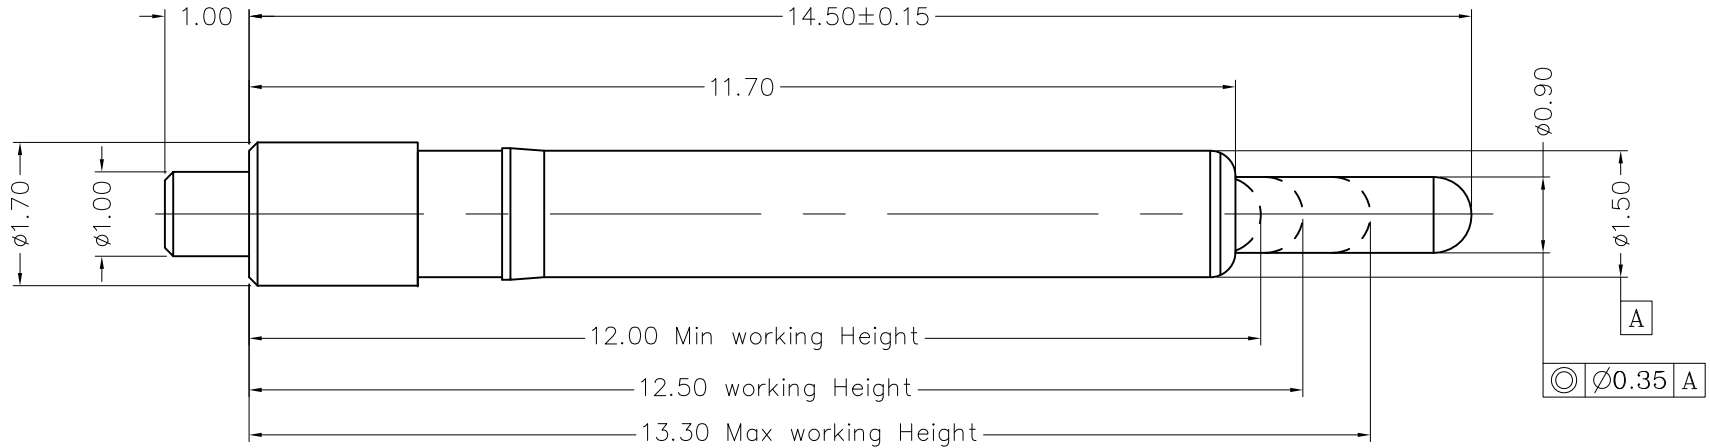 1.00
14.50±0.15
11.70
ø0.90
ø1.70
ø1.00
ø1.50
12.00 Min working Height
A
12.50 working Height
◎ Ø0.35 A
13.30 Max working Height